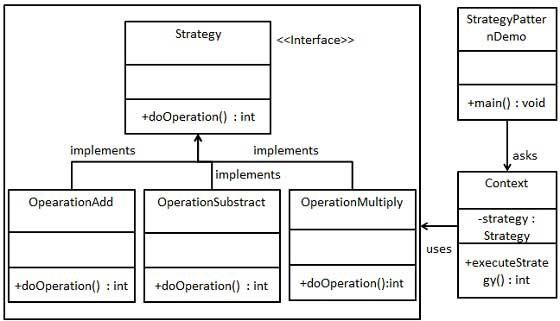 Strategy
<<Interface>>
+doOperation() : int
implements
implements
implements
OpearationAdd
+doOperation() : int
OperationSubstract
+doOperation() : int
OperationMultiply
+doOperation():int
StrategyPatter
nDemo
+main() : void
asks
Context
-strategy :
Strategy
+executeStrate
gy() : int
uses